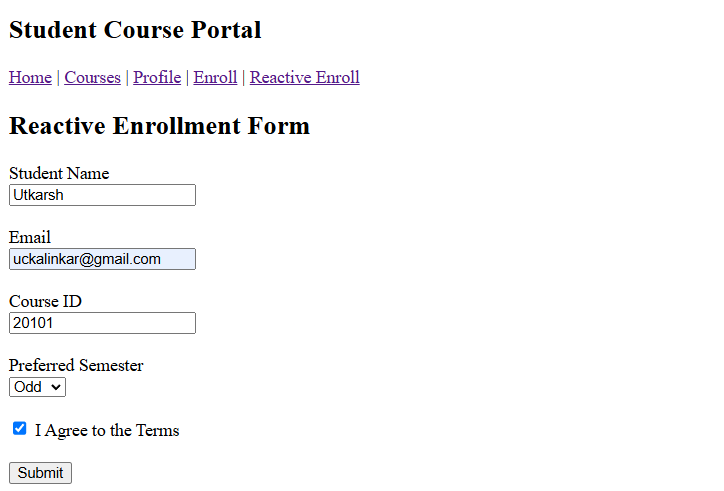 Student Course Portal
Home | Courses | Profile | Enroll | Reactive Enroll
Reactive Enrollment Form
Student Name
Utkarsh
Email
uckalinkar@gmail.com
Course ID
20101
Preferred Semester
Odd
I Agree to the Terms
Submit